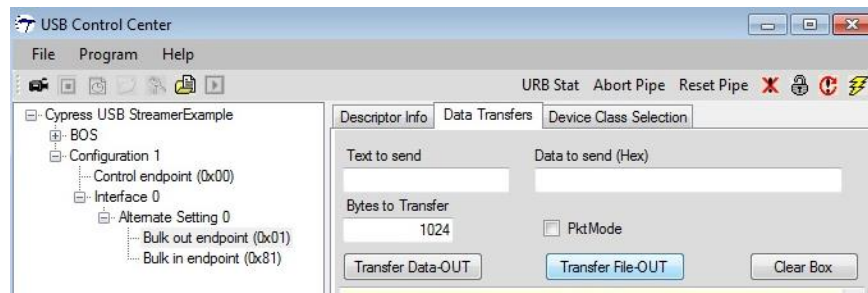 USB Control Center
File Program Help
URB Stat Abort Pipe Reset Pipe
Cypress USB StreamerExample
BOS
Configuration 1
Control endpoint (0x00)
Interface 0
Alternate Setting 0
Bulk out endpoint (0x01)
Bulk in endpoint (0x81)
Descriptor Info Data Transfers Device Class Selection
Text to send Data to send (Hex)
Bytes to Transfer
1024 PktMode
Transfer Data-OUT Transfer File-OUT Clear Box